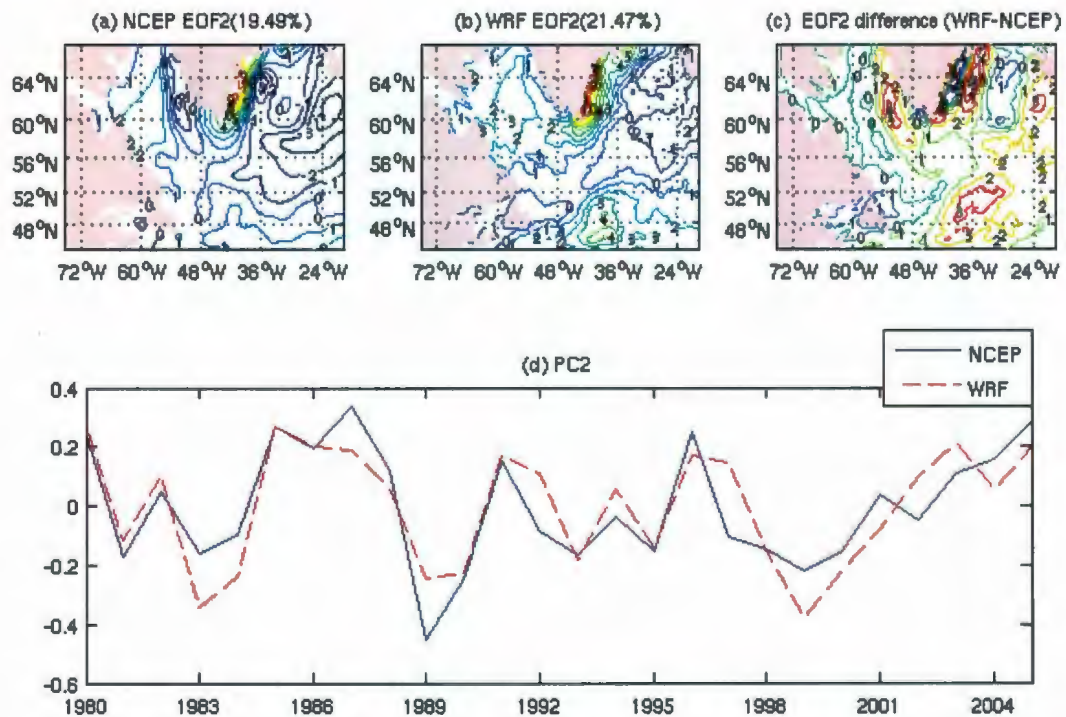 (a) NCEP EOF2(19.49%)
(b) WRF EOF2(21.47%)
(c) EOF2 difference (WRF-NCEP)
64°N
60°N
56°N
52°N
48°N
72°W 60°W 48°W 36°W 24°W
64°N
60°N
56°N
52°N
48°N
72°W 60°W 48°W 36°W 24°W
64°N
60°N
56°N
52°N
48°N
72°W 60°W 48°W 36°W 24°W
(d) PC2
NCEP
WRF
0.4
0.2
0
-0.2
-0.4
-0.6
1980 1983 1986 1989 1992 1995 1998 2001 2004